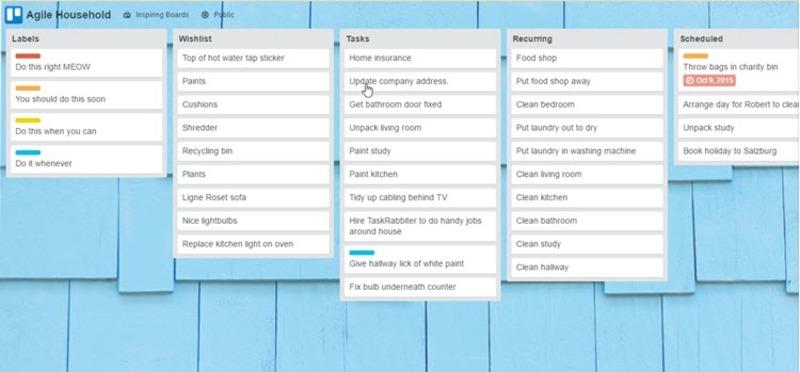 Agile Household
Inspiring Boards
Public
Labels
Do this right MEOW
You should do this soon
Do this when you can
Do it whenever
Wishlist
Top of hot water tap sticker
Paints
Cushions
Shredder
Recycling bin
Plants
Ligne Roset sofa
Nice lightbulbs
Replace kitchen light on oven
Tasks
Home insurance
Update company address.
Get bathroom door fixed
Unpack living room
Paint study
Paint kitchen
Tidy up cabling behind TV
Hire TaskRabbiter to do handy jobs
around house
Give hallway lick of white paint
Fix bulb underneath counter
Recurring
Food shop
Put food shop away
Clean bedroom
Put laundry out to dry
Put laundry in washing machine
Clean living room
Clean kitchen
Clean bathroom
Clean study
Clean hallway
Scheduled
Throw bags in charity bin
Oct 9, 2015
Arrange day for Robert to clean
Unpack study
Book holiday to Salzburg